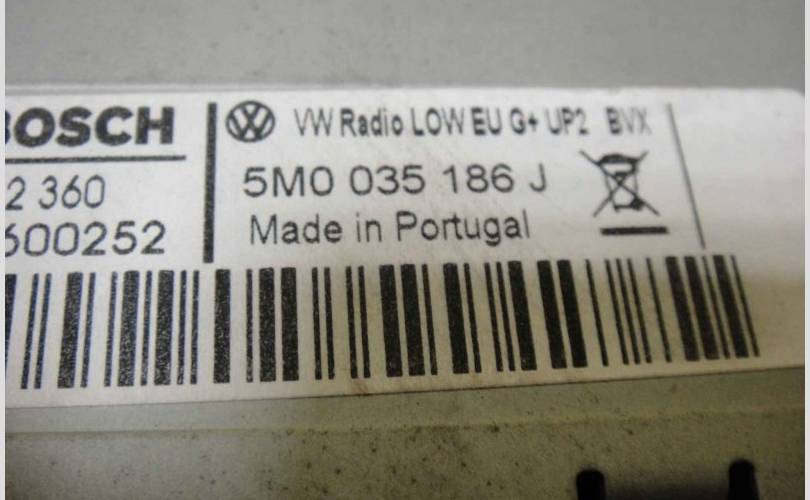 BOSCH
2 360
600252
VW Radio LOW EU G+ UP2 BVX
5M0 035 186 J
Made in Portugal